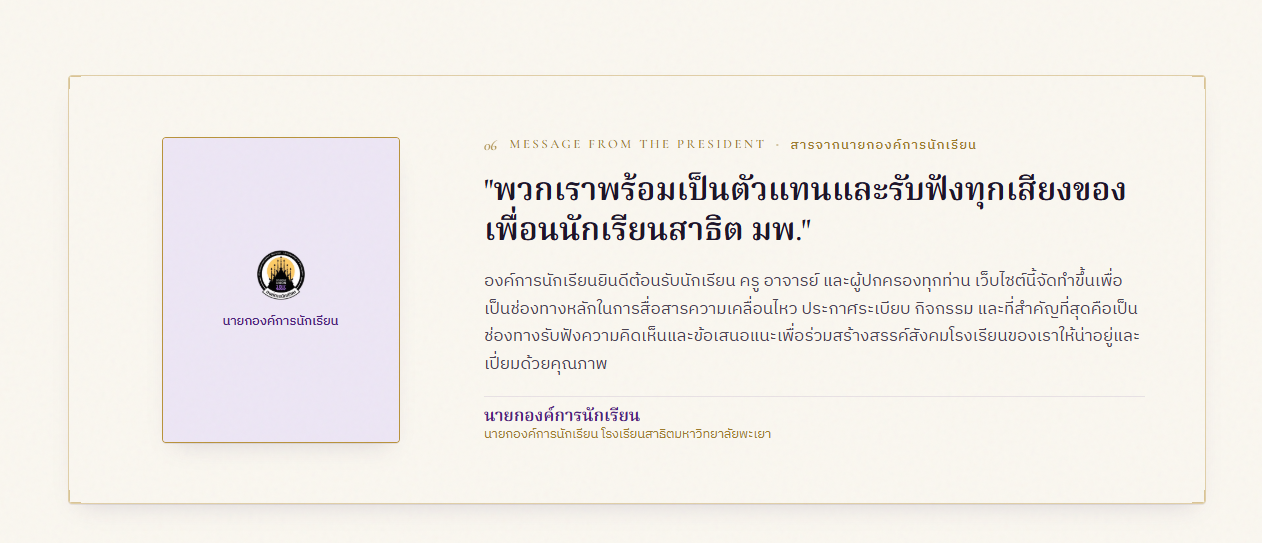 06 MESSAGE FROM THE PRESIDENT · สารจากนายกองค์การนักเรียน
"พวกเราพร้อมเป็นตัวแทนและรับฟังทุกเสียงของ
เพื่อนนักเรียนสาธิต มพ."
องค์การนักเรียนยินดีต้อนรับนักเรียน ครู อาจารย์ และผู้ปกครองทุกท่าน เว็บไซต์นี้จัดทำขึ้นเพื่อ
เป็นช่องทางหลักในการสื่อสารความเคลื่อนไหว ประกาศระเบียบ กิจกรรม และที่สำคัญที่สุดคือเป็น
ช่องทางรับฟังความคิดเห็นและข้อเสนอแนะเพื่อร่วมสร้างสรรค์สังคมโรงเรียนของเราให้น่าอยู่และ
เปี่ยมด้วยคุณภาพ
นายกองค์การนักเรียน
นายกองค์การนักเรียน
นายกองค์การนักเรียน โรงเรียนสาธิตมหาวิทยาลัยพะเยา